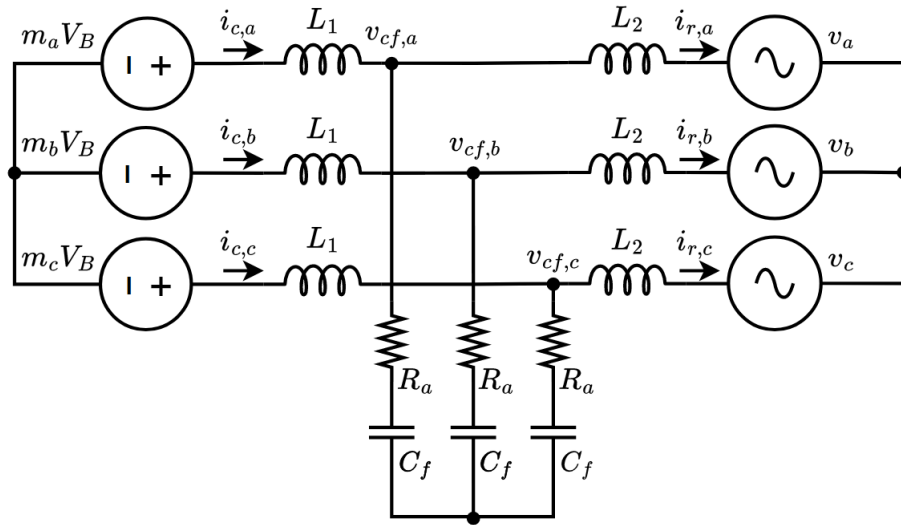 i_{c,a} L_1 v_{cf,a} L_2 i_{r,a}
m_aV_B v_a
i_{c,b} L_1 v_{cf,b} L_2 i_{r,b}
m_bV_B v_b
i_{c,c} L_1 v_{cf,c} L_2 i_{r,c}
m_cV_B v_c
R_a R_a R_a
C_f C_f C_f